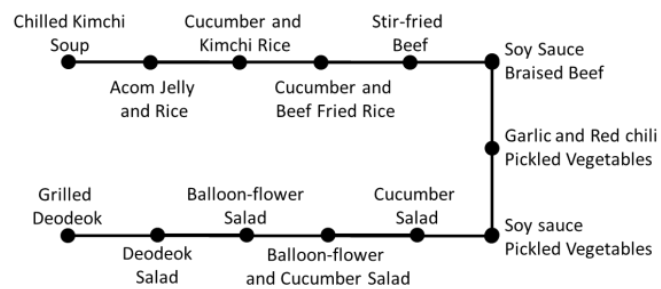 Chilled Kimchi
Soup
Cucumber and
Kimchi Rice
Stir-fried
Beef
Soy Sauce
Braised Beef
Acom Jelly
and Rice
Cucumber and
Beef Fried Rice
Garlic and Red chili
Pickled Vegetables
Grilled
Deodeok
Balloon-flower
Salad
Cucumber
Salad
Soy sauce
Pickled Vegetables
Deodeok
Salad
Balloon-flower
and Cucumber Salad